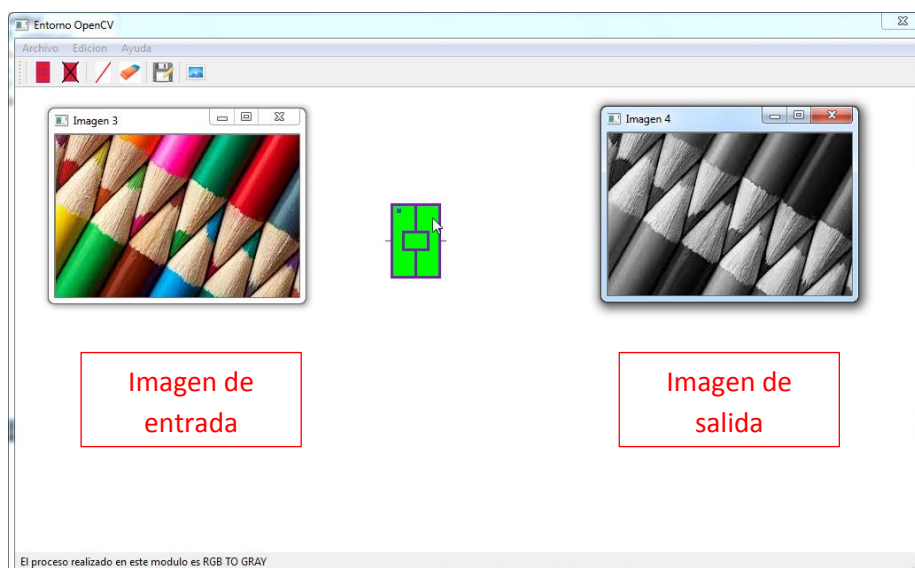 Entorno OpenCV
Archivo Edicion Ayuda
Imagen 3
Imagen 4
Imagen de
entrada
Imagen de
salida
El proceso realizado en este modulo es RGB TO GRAY